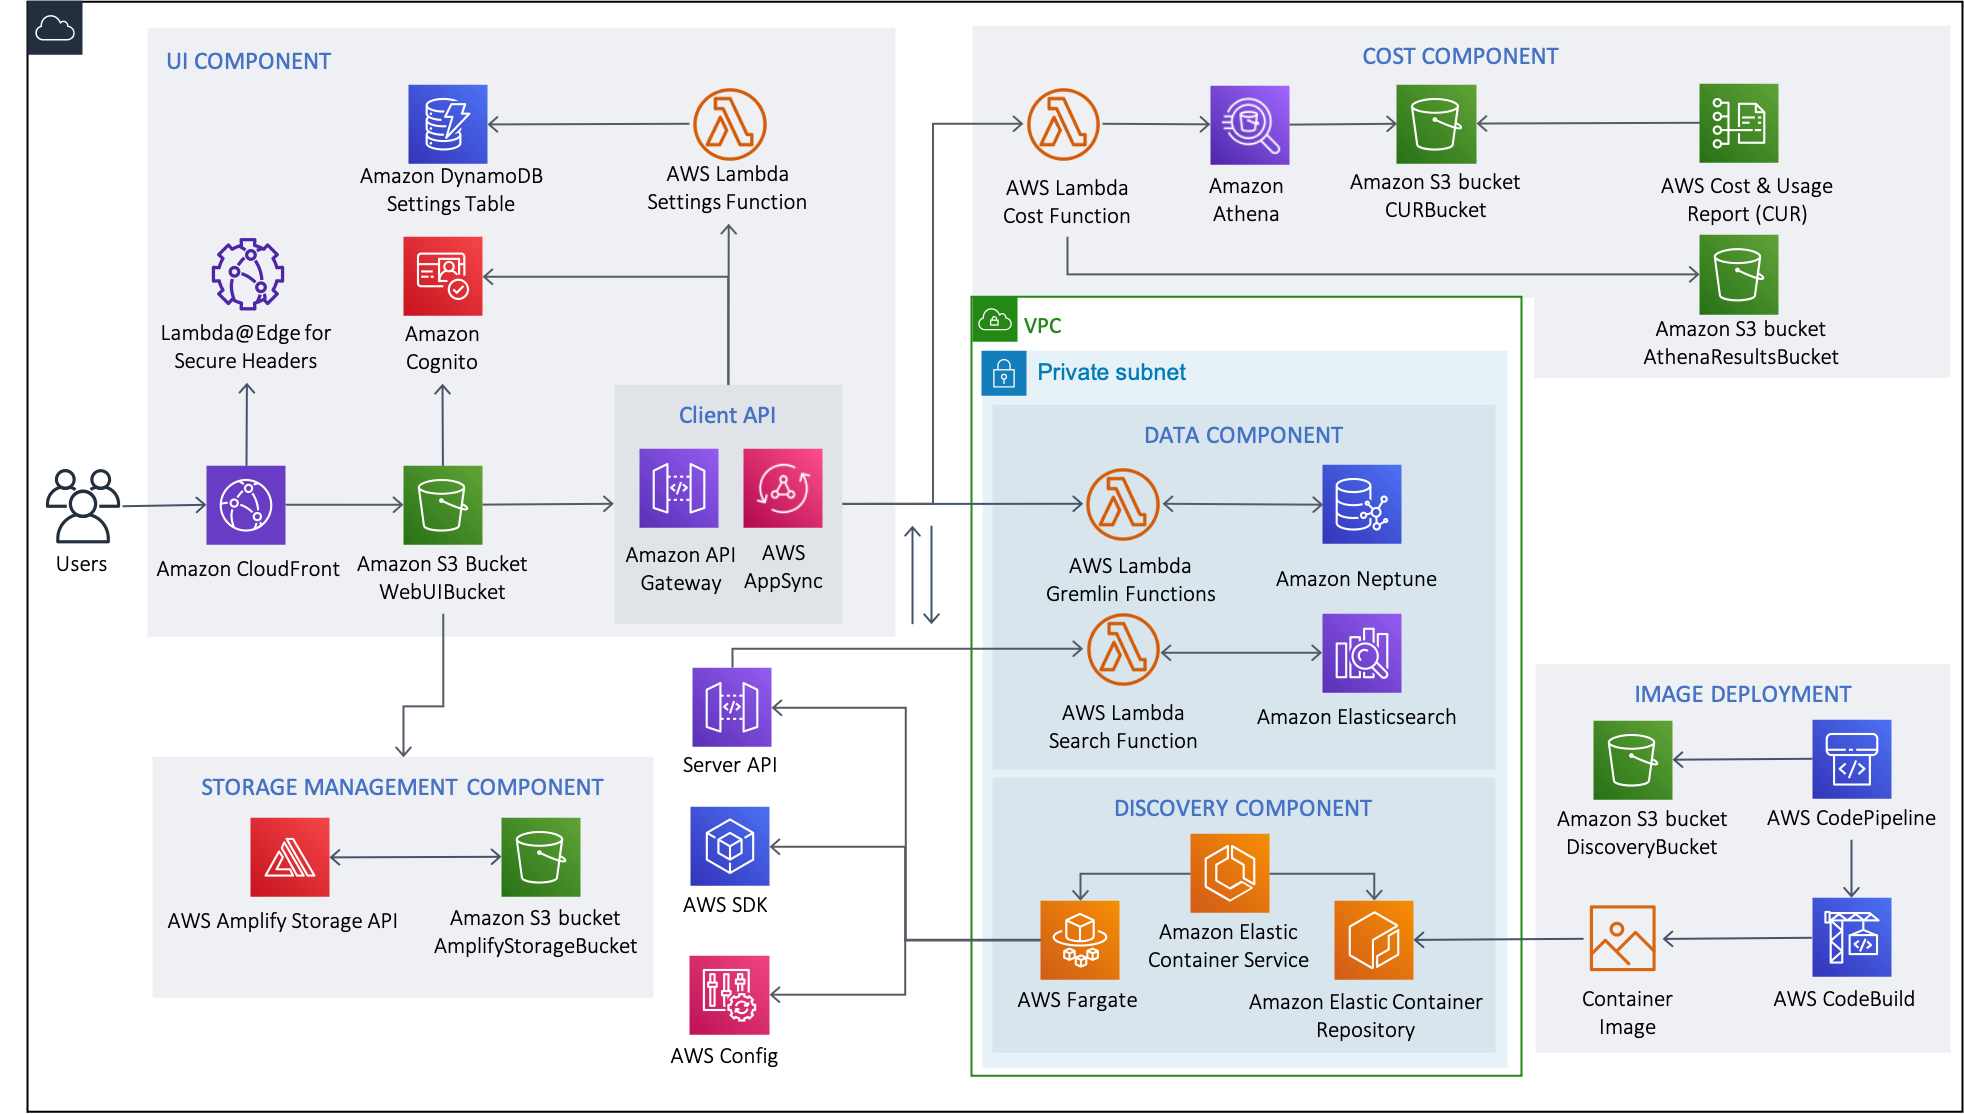 UI COMPONENT
Amazon DynamoDB
Settings Table
AWS Lambda
Settings Function
Lambda@Edge for
Secure Headers
Amazon
Cognito
Client API
Amazon API
Gateway
AWS
AppSync
Users
Amazon CloudFront
Amazon S3 Bucket
WebUIBucket
COST COMPONENT
AWS Lambda
Cost Function
Amazon
Athena
Amazon S3 bucket
CURBucket
AWS Cost & Usage
Report (CUR)
Amazon S3 bucket
AthenaResultsBucket
VPC
Private subnet
DATA COMPONENT
AWS Lambda
Gremlin Functions
Amazon Neptune
AWS Lambda
Search Function
Amazon Elasticsearch
Server API
AWS SDK
AWS Config
STORAGE MANAGEMENT COMPONENT
AWS Amplify Storage API
Amazon S3 bucket
AmplifyStorageBucket
DISCOVERY COMPONENT
Amazon Elastic
Container Service
AWS Fargate
Amazon Elastic Container
Repository
IMAGE DEPLOYMENT
Amazon S3 bucket
DiscoveryBucket
AWS CodePipeline
Container
Image
AWS CodeBuild